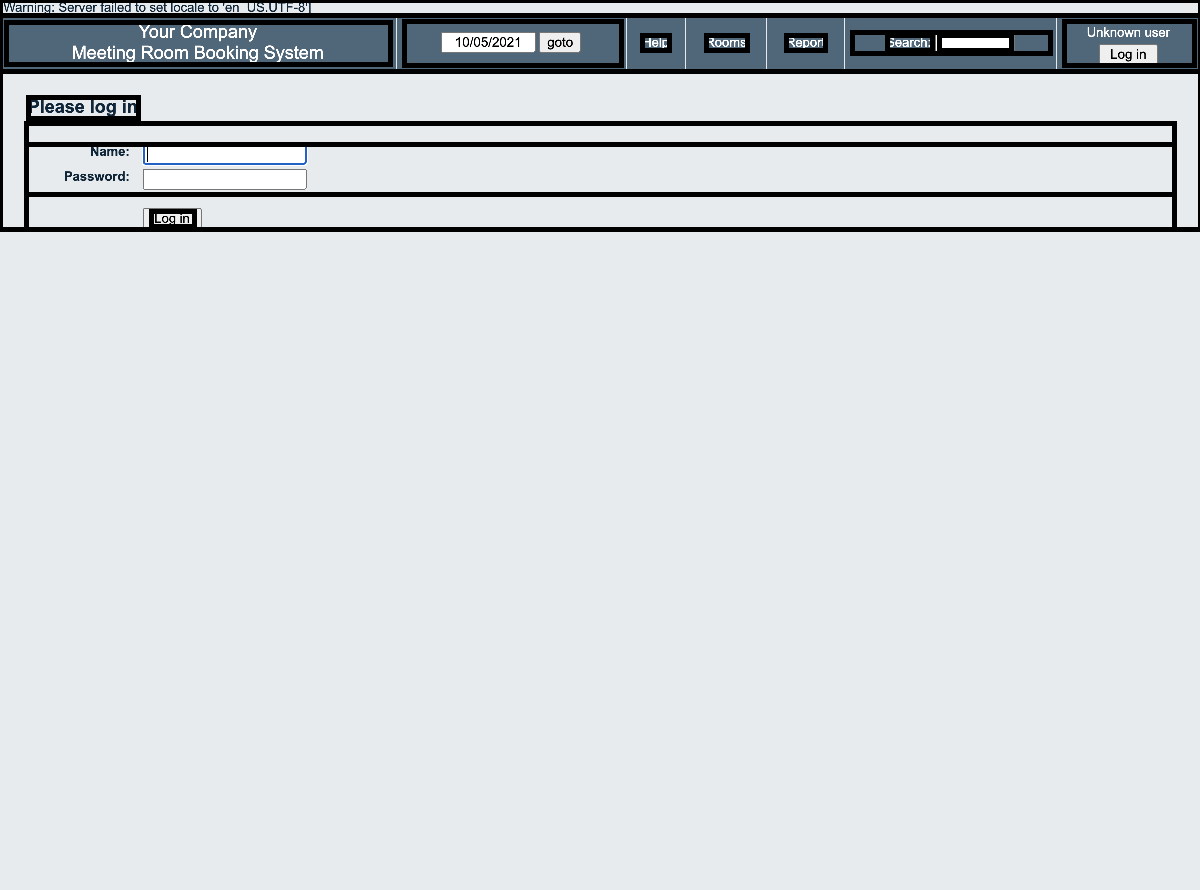 Warning: Server failed to set locale to 'en_US.UTF-8']
Your Company
Meeting Room Booking System
10/05/2021 goto
Help
Rooms
Report
Search:
Unknown user
Log in
Please log in
Name:
Password:
Log in